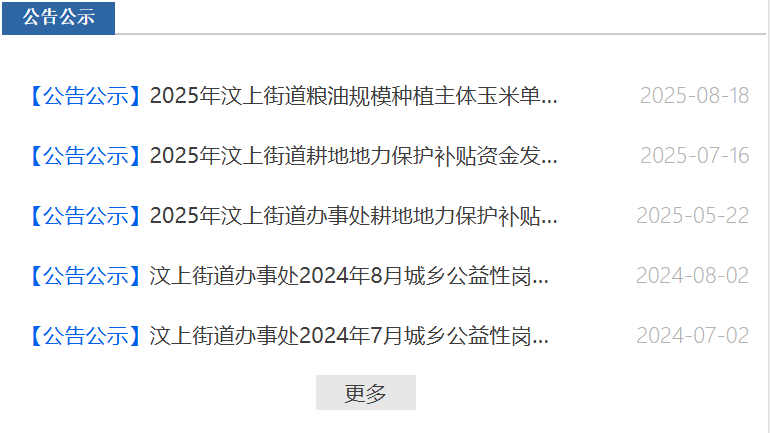 公告公示
【公告公示】2025年汶上街道粮油规模种植主体玉米单... 2025-08-18
【公告公示】2025年汶上街道耕地地力保护补贴资金发... 2025-07-16
【公告公示】2025年汶上街道办事处耕地地力保护补贴... 2025-05-22
【公告公示】汶上街道办事处2024年8月城乡公益性岗... 2024-08-02
【公告公示】汶上街道办事处2024年7月城乡公益性岗... 2024-07-02
更多